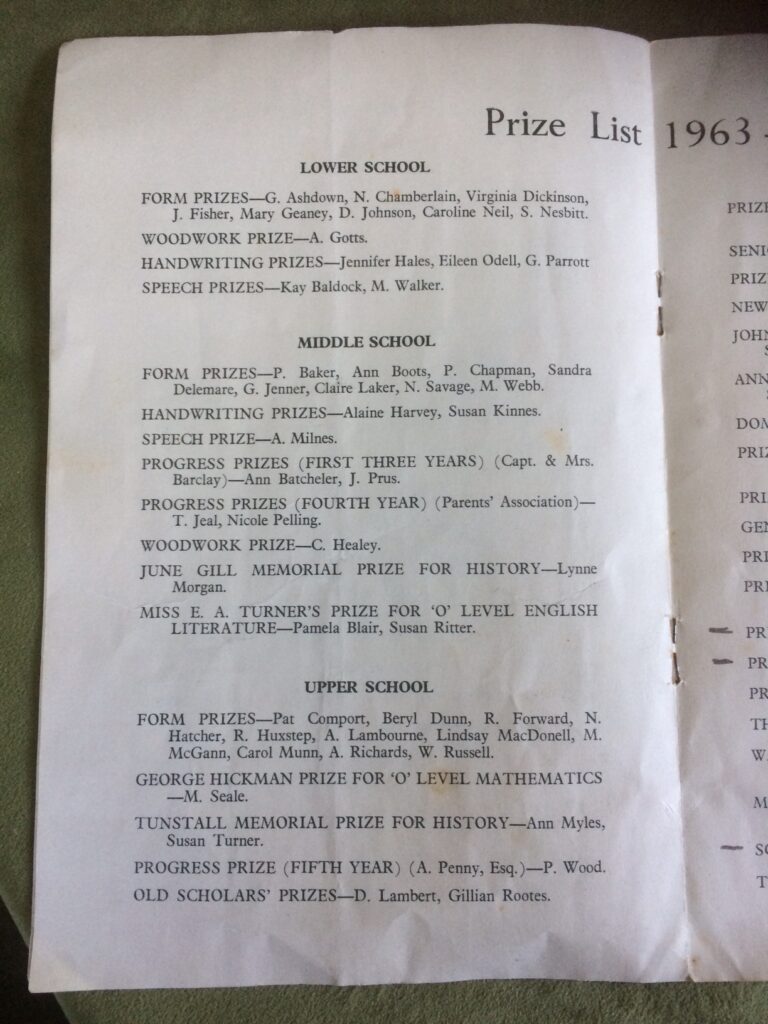 Prize List 1963 -
LOWER SCHOOL
FORM PRIZES—G. Ashdown, N. Chamberlain, Virginia Dickinson,
J. Fisher, Mary Geaney, D. Johnson, Caroline Neil, S. Nesbitt.
WOODWORK PRIZE—A. Gotts.
HANDWRITING PRIZES—Jennifer Hales, Eileen Odell, G. Parrott
SPEECH PRIZES—Kay Baldock, M. Walker.
MIDDLE SCHOOL
FORM PRIZES—P. Baker, Ann Boots, P. Chapman, Sandra
Delemare, G. Jenner, Claire Laker, N. Savage, M. Webb.
HANDWRITING PRIZES—Alaine Harvey, Susan Kinnes.
SPEECH PRIZE—A. Milnes.
PROGRESS PRIZES (FIRST THREE YEARS) (Capt. & Mrs.
Barclay)—Ann Batcheler, J. Prus.
PROGRESS PRIZES (FOURTH YEAR) (Parents' Association)—
T. Jeal, Nicole Pelling.
WOODWORK PRIZE—C. Healey.
JUNE GILL MEMORIAL PRIZE FOR HISTORY—Lynne
Morgan.
MISS E. A. TURNER'S PRIZE FOR 'O' LEVEL ENGLISH
LITERATURE—Pamela Blair, Susan Ritter.
UPPER SCHOOL
FORM PRIZES—Pat Comport, Beryl Dunn, R. Forward, N.
Hatcher, R. Huxstep, A. Lambourne, Lindsay MacDonell, M.
McGann, Carol Munn, A. Richards, W. Russell.
GEORGE HICKMAN PRIZE FOR 'O' LEVEL MATHEMATICS
—M. Seale.
TUNSTALL MEMORIAL PRIZE FOR HISTORY—Ann Myles,
Susan Turner.
PROGRESS PRIZE (FIFTH YEAR) (A. Penny, Esq.)—P. Wood.
OLD SCHOLARS' PRIZES—D. Lambert, Gillian Rootes.